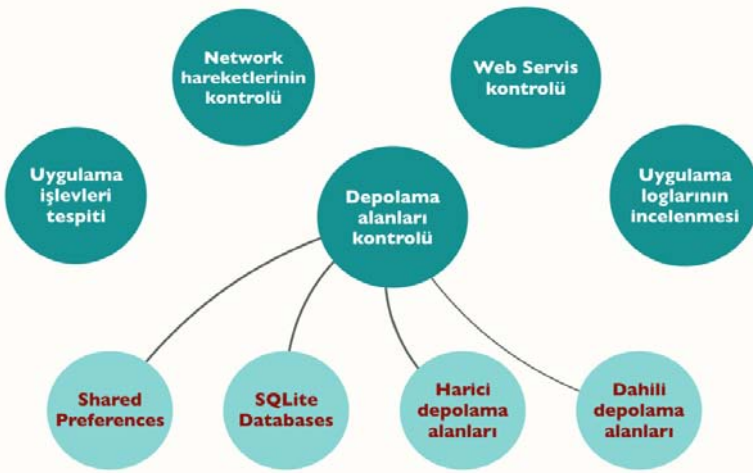 Network
hareketlerinin
kontrolü
Web Servis
kontrolü
Uygulama
işlevleri
tespiti
Depolama
alanları
kontrolü
Uygulama
loglarının
incelenmesi
Shared
Preferences
SQLite
Databases
Harici
depolama
alanları
Dahili
depolama
alanları